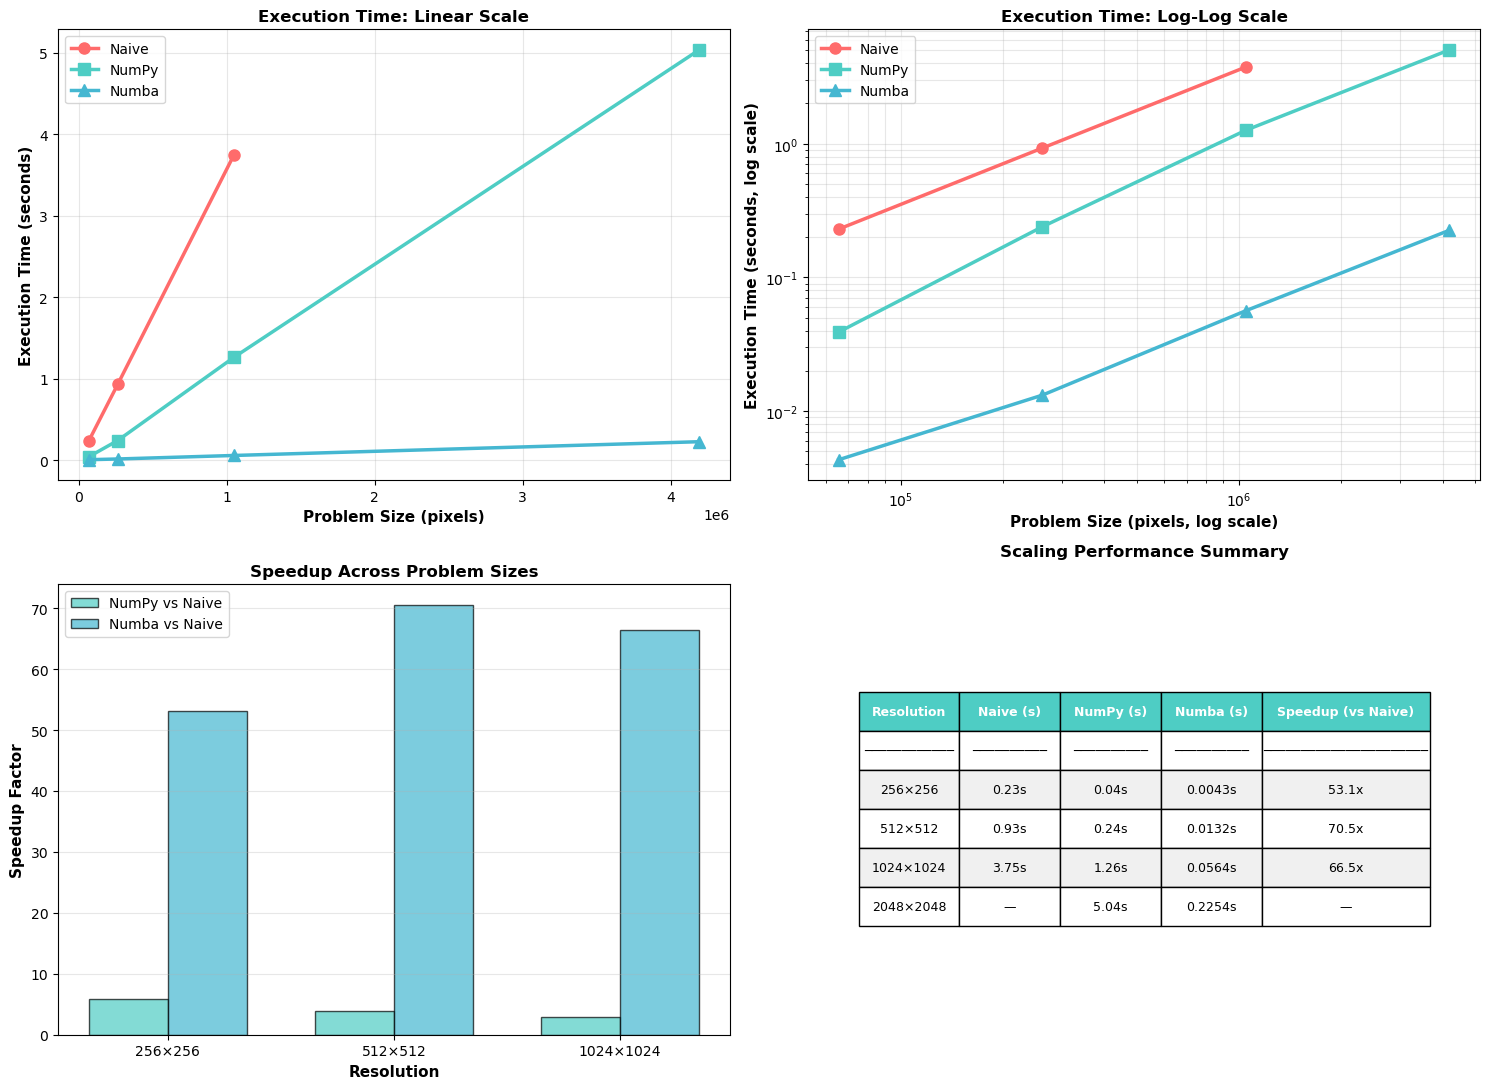 Execution Time: Linear Scale
Naive
NumPy
Numba
5
4
3
2
1
0
Execution Time (seconds)
0
1
2
3
4
1e6
Problem Size (pixels)
Execution Time: Log-Log Scale
Naive
NumPy
Numba
10⁰
10⁻¹
10⁻²
Execution Time (seconds, log scale)
10⁵
10⁶
Problem Size (pixels, log scale)
Speedup Across Problem Sizes
NumPy vs Naive
Numba vs Naive
70
60
50
40
30
20
10
0
Speedup Factor
256×256
512×512
1024×1024
Resolution
Scaling Performance Summary
Resolution Naive (s) NumPy (s) Numba (s) Speedup (vs Naive)
256×256 0.23s 0.04s 0.0043s 53.1x
512×512 0.93s 0.24s 0.0132s 70.5x
1024×1024 3.75s 1.26s 0.0564s 66.5x
2048×2048 — 5.04s 0.2254s —